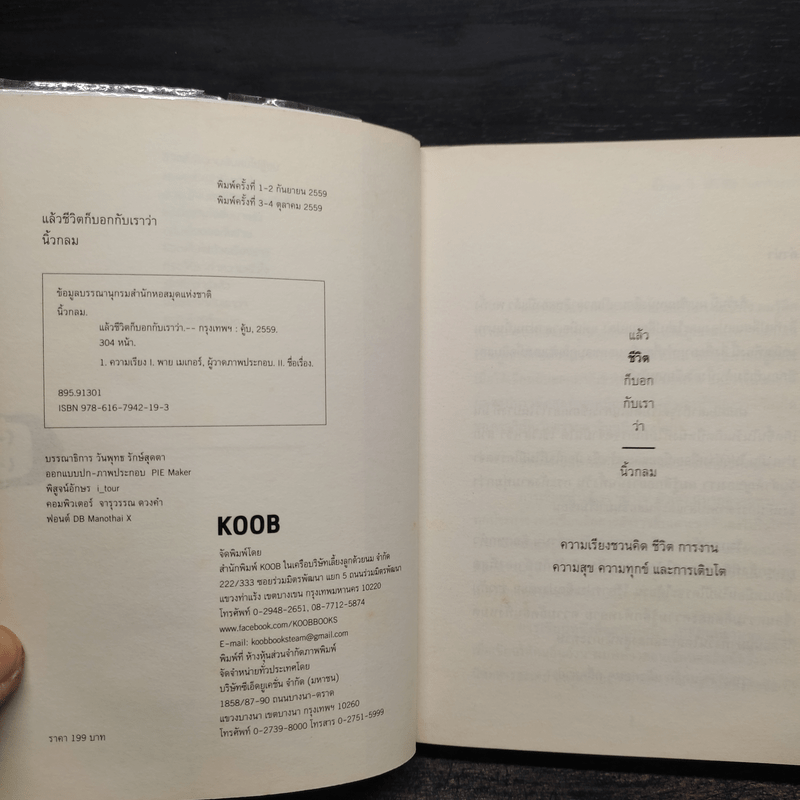 พิมพ์ครั้งที่ 1-2 กันยายน 2559
พิมพ์ครั้งที่ 3-4 ตุลาคม 2559
แล้วชีวิตก็บอกกับเราว่า
นิ้วกลม
ข้อมูลบรรณานุกรมสำนักหอสมุดแห่งชาติ
นิ้วกลม.
แล้วชีวิตก็บอกกับเราว่า.-- กรุงเทพฯ : คู้บ, 2559.
304 หน้า.
1. ความเรียง I. พาย เมเกอร์, ผู้วาดภาพประกอบ. II. ชื่อเรื่อง.
895.91301
ISBN 978-616-7942-19-3
บรรณาธิการ วันพุทธ รักษ์สุดตา
ออกแบบปก-ภาพประกอบ PIE Maker
พิสูจน์อักษร i_tour
คอมพิวเตอร์ จารุวรรณ ดวงคำ
ฟอนต์ DB Manothai X
KOOB
จัดพิมพ์โดย
สำนักพิมพ์ KOOB ในเครือบริษัทเลี้ยงลูกด้วยนม จำกัด
222/333 ซอยร่วมมิตรพัฒนา แยก 5 ถนนร่วมมิตรพัฒนา
แขวงท่าแร้ง เขตบางเขน กรุงเทพมหานคร 10220
โทรศัพท์ 0-2948-2651, 08-7712-5874
www.facebook.com/KOOBBOOKS
E-mail: koobbooksteam@gmail.com
พิมพ์ที่ ห้างหุ้นส่วนจำกัดภาพพิมพ์
จัดจำหน่ายทั่วประเทศโดย
บริษัทซีเอ็ดยูเคชั่น จำกัด (มหาชน)
1858/87-90 ถนนบางนา-ตราด
แขวงบางนา เขตบางนา กรุงเทพฯ 10260
โทรศัพท์ 0-2739-8000 โทรสาร 0-2751-5999
ราคา 199 บาท
แล้ว
ชีวิต
ก็บอก
กับเรา
ว่า
นิ้วกลม
ความเรียงชวนคิด ชีวิต การงาน
ความสุข ความทุกข์ และการเติบโต